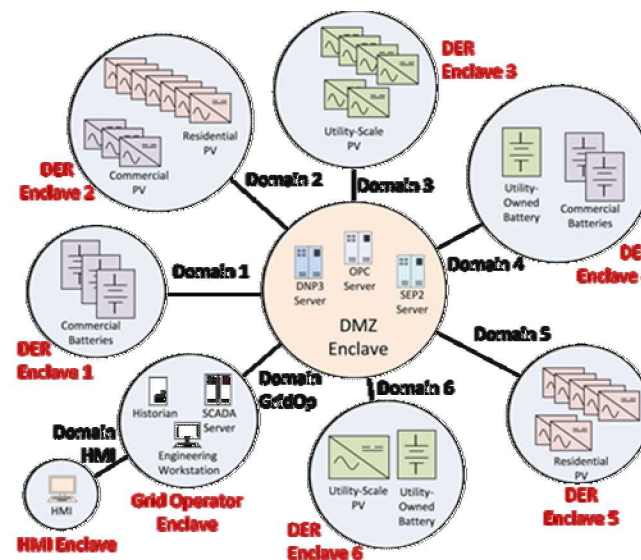 DER
Enclave 3
Utility-Scale
PV
Residential
PV
Commercial
PV
DER
Enclave 2
Domain 2
Domain 3
Utility-
Owned
Battery
Commercial
Batteries
Domain 4
Domain 1
DNP3
Server
OPC
Server
SEP2
Server
DMZ
Enclave
Commercial
Batteries
DER
Enclave 1
Domain 5
Domain
GridOp
Domain 6
Historian
SCADA
Server
Engineering
Workstation
Domain
HMI
HMI
HMI Enclave
Grid Operator
Enclave
Utility-Scale
PV
Utility-
Owned
Battery
DER
Enclave 6
Residential
PV
DER
Enclave 5